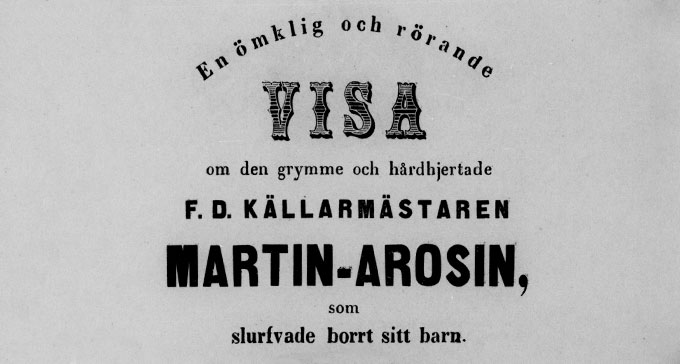 En ömklig och rörande
VISA
om den grymme och hårdhjertade
F. D. KÄLLARMÄSTAREN
MARTIN-AROSIN,
som
slurfvade borrt sitt barn.